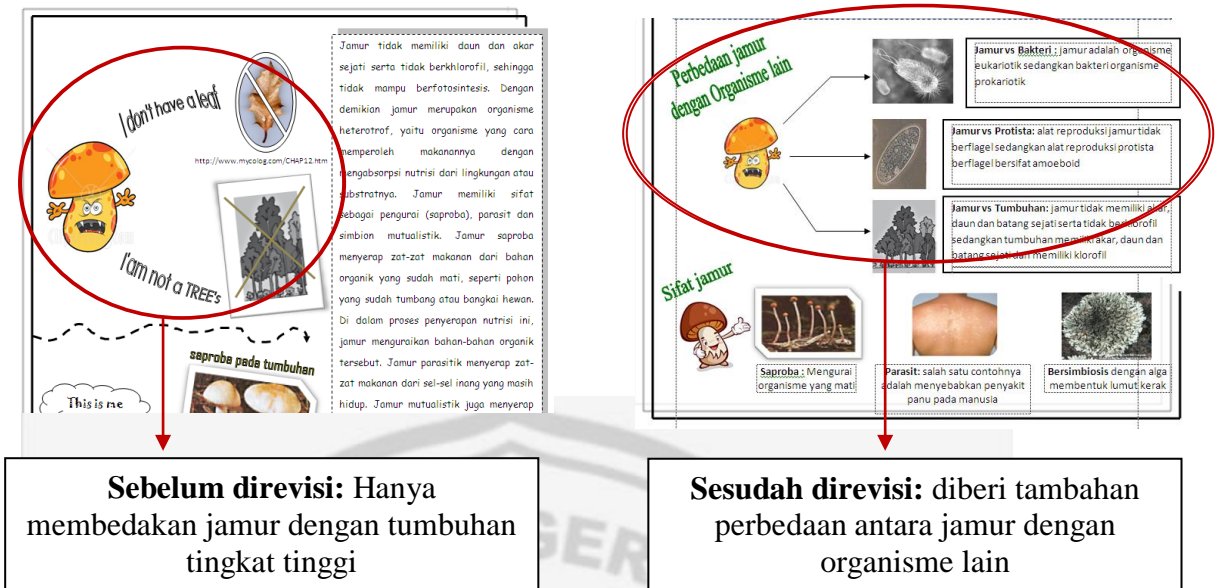 I don't have a leaf
http://www.mycolog.com/CHAP12.htm
I'am not a TREE's
saproba pada tumbuhan
This is me
Jamur tidak memiliki daun dan akar
sejati serta tidak berkhlorofil, sehingga
tidak mampu berfotosintesis. Dengan
demikian jamur merupakan organisme
heterotrof, yaitu organisme yang cara
memperoleh makanannya dengan
mengabsorpsi nutrisi dari lingkungan atau
substratnya. Jamur memiliki sifat
sebagai pengurai (saproba), parasit dan
simbion mutualistik. Jamur saproba
menyerap zat-zat makanan dari bahan
organik yang sudah mati, seperti pohon
yang sudah tumbang atau bangkai hewan.
Di dalam proses penyerapan nutrisi ini,
jamur menguraikan bahan-bahan organik
tersebut. Jamur parasitik menyerap zat-
zat makanan dari sel-sel inang yang masih
hidup. Jamur mutualistik juga menyerap
Sebelum direvisi: Hanya
membedakan jamur dengan tumbuhan
tingkat tinggi
Perbedaan jamur
dengan Organisme lain
Jamur vs Bakteri : jamur adalah organisme
eukariotik sedangkan bakteri organisme
prokariotik
Jamur vs Protista: alat reproduksi jamur tidak
berflagel sedangkan alat reproduksi protista
berflagel bersifat amoeboid
Jamur vs Tumbuhan: jamur tidak memiliki akar,
daun dan batang sejati serta tidak berklorofil
sedangkan tumbuhan memiliki akar, daun dan
batang sejati dan memiliki klorofil
Sifat jamur
Saproba : Mengurai
organisme yang mati
Parasit: salah satu contohnya
adalah menyebabkan penyakit
panu pada manusia
Bersimbiosis dengan alga
membentuk lumut kerak
Sesudah direvisi: diberi tambahan
perbedaan antara jamur dengan
organisme lain